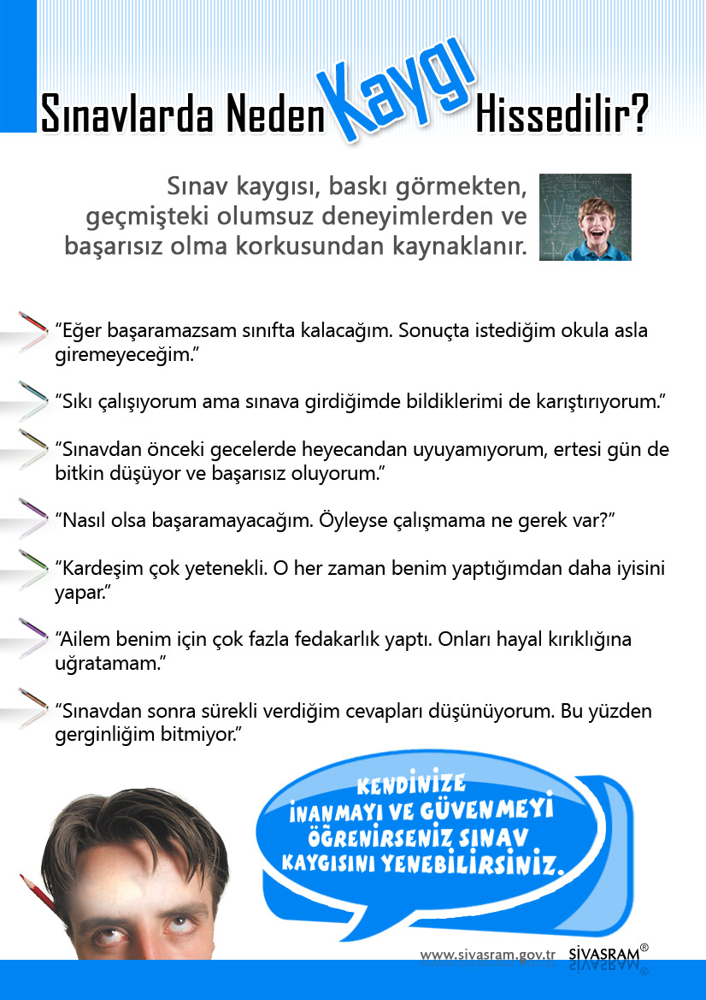 Sınavlarda Neden Kaygı Hissedilir?
Sınav kaygısı, baskı görmekten,
geçmişteki olumsuz deneyimlerden ve
başarısız olma korkusundan kaynaklanır.
“Eğer başaramazsam sınıfta kalacağım. Sonuçta istediğim okula asla
giremeyeceğim.”
“Sıkı çalışıyorum ama sınava girdiğimde bildiklerimi de karıştırıyorum.”
“Sınavdan önceki gecelerde heyecandan uyuyamıyorum, ertesi gün de
bitkin düşüyor ve başarısız oluyorum.”
“Nasıl olsa başaramayacağım. Öyleyse çalışmama ne gerek var?”
“Kardeşim çok yetenekli. O her zaman benim yaptığımdan daha iyisini
yapar.”
“Ailem benim için çok fazla fedakarlık yaptı. Onları hayal kırıklığına
uğratamam.”
“Sınavdan sonra sürekli verdiğim cevapları düşünüyorum. Bu yüzden
gerginliğim bitmiyor.”
KENDİNİZE
İNANMAYI VE GÜVENMEYİ
ÖĞRENİRSENİZ SINAV
KAYGISINI YENEBİLİRSİNİZ.
www.sivasram.gov.tr SİVASRAM®